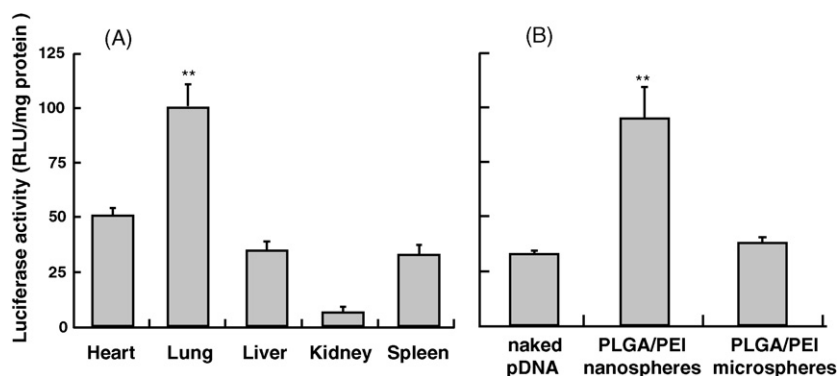 (A)
(B)
Luciferase activity (RLU/mg protein )
125
100
75
50
25
0
**
**
Heart Lung Liver Kidney Spleen
naked pDNA
PLGA/PEI nanospheres
PLGA/PEI microspheres